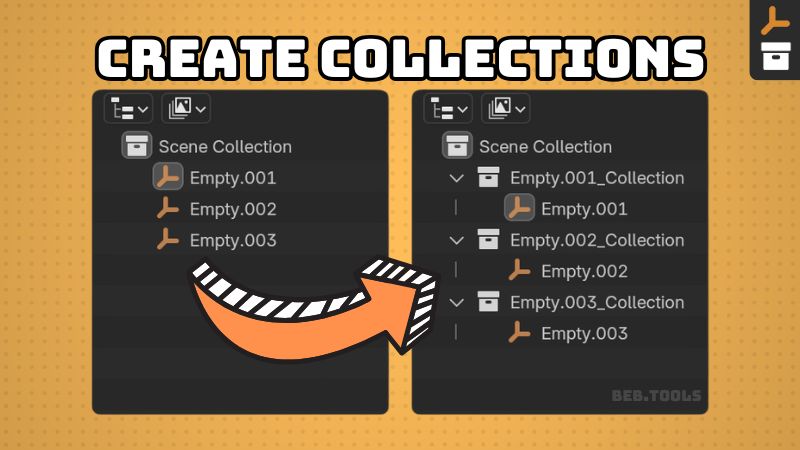 CREATE COLLECTIONS
Scene Collection
Empty.001
Empty.002
Empty.003
Scene Collection
Empty.001_Collection
Empty.001
Empty.002_Collection
Empty.002
Empty.003_Collection
Empty.003
BEB.TOOLS